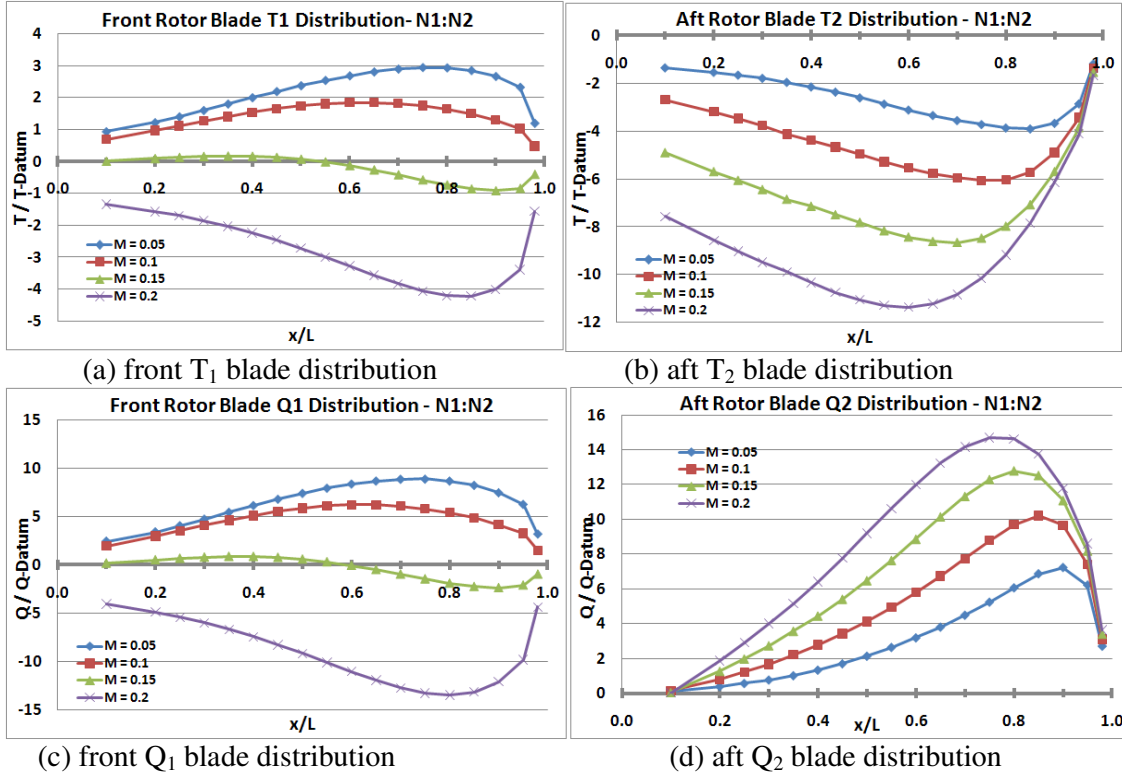 Front Rotor Blade T1 Distribution- N1:N2
4
3
2
1
0
-1
-2
-3
-4
-5
0.0
0.2
0.4
0.6
0.8
1.0
T / T-Datum
x/L
M = 0.05
M = 0.1
M = 0.15
M = 0.2
(a) front T₁ blade distribution
Aft Rotor Blade T2 Distribution - N1:N2
0
-2
-4
-6
-8
-10
-12
0.0
0.2
0.4
0.6
0.8
1.0
T / T-Datum
x/L
M = 0.05
M = 0.1
M = 0.15
M = 0.2
(b) aft T₂ blade distribution
Front Rotor Blade Q1 Distribution - N1:N2
15
10
5
0
-5
-10
-15
0.0
0.2
0.4
0.6
0.8
1.0
Q / Q-Datum
x/L
M = 0.05
M = 0.1
M = 0.15
M = 0.2
(c) front Q₁ blade distribution
Aft Rotor Blade Q2 Distribution - N1:N2
16
14
12
10
8
6
4
2
0
0.0
0.2
0.4
0.6
0.8
1.0
Q / Q-Datum
x/L
M = 0.05
M = 0.1
M = 0.15
M = 0.2
(d) aft Q₂ blade distribution